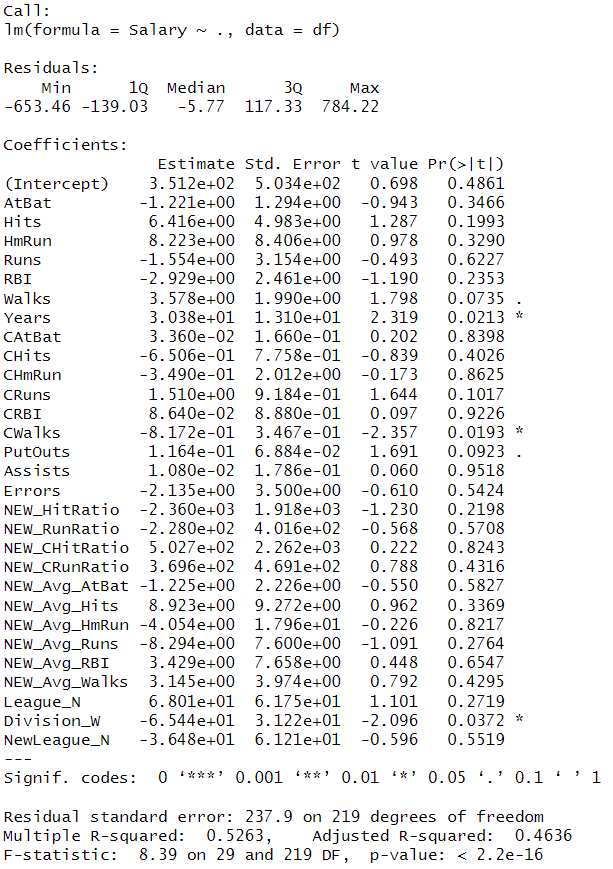 Call:
lm(formula = Salary ~ ., data = df)
Residuals:
    Min      1Q  Median      3Q     Max
-653.46 -139.03   -5.77  117.33  784.22
Coefficients:
                Estimate Std. Error t value Pr(>|t|)
(Intercept)    3.512e+02  5.034e+02   0.698   0.4861
AtBat         -1.221e+00  1.294e+00  -0.943   0.3466
Hits           6.416e+00  4.983e+00   1.287   0.1993
HmRun          8.223e+00  8.406e+00   0.978   0.3290
Runs          -1.554e+00  3.154e+00  -0.493   0.6227
RBI           -2.929e+00  2.461e+00  -1.190   0.2353
Walks          3.578e+00  1.990e+00   1.798   0.0735 .
Years          3.038e+01  1.310e+01   2.319   0.0213 *
CAtBat         3.360e-02  1.660e-01   0.202   0.8398
CHits         -6.506e-01  7.758e-01  -0.839   0.4026
CHmRun        -3.490e-01  2.012e+00  -0.173   0.8625
CRuns          1.510e+00  9.184e-01   1.644   0.1017
CRBI           8.640e-02  8.880e-01   0.097   0.9226
CWalks        -8.172e-01  3.467e-01  -2.357   0.0193 *
PutOuts        1.164e-01  6.884e-02   1.691   0.0923 .
Assists        1.080e-02  1.786e-01   0.060   0.9518
Errors        -2.135e+00  3.500e+00  -0.610   0.5424
NEW_HitRatio  -2.360e+03  1.918e+03  -1.230   0.2198
NEW_RunRatio  -2.280e+02  4.016e+02  -0.568   0.5708
NEW_CHitRatio  5.027e+02  2.262e+03   0.222   0.8243
NEW_CRunRatio  3.696e+02  4.691e+02   0.788   0.4316
NEW_Avg_AtBat -1.225e+00  2.226e+00  -0.550   0.5827
NEW_Avg_Hits   8.923e+00  9.272e+00   0.962   0.3369
NEW_Avg_HmRun -4.054e+00  1.796e+01  -0.226   0.8217
NEW_Avg_Runs  -8.294e+00  7.600e+00  -1.091   0.2764
NEW_Avg_RBI    3.429e+00  7.658e+00   0.448   0.6547
NEW_Avg_Walks  3.145e+00  3.974e+00   0.792   0.4295
League_N       6.801e+01  6.175e+01   1.101   0.2719
Division_W    -6.544e+01  3.122e+01  -2.096   0.0372 *
NewLeague_N   -3.648e+01  6.121e+01  -0.596   0.5519
---
Signif. codes:  0 ‘***’ 0.001 ‘**’ 0.01 ‘*’ 0.05 ‘.’ 0.1 ‘ ’ 1
Residual standard error: 237.9 on 219 degrees of freedom
Multiple R-squared:  0.5263,    Adjusted R-squared:  0.4636
F-statistic:  8.39 on 29 and 219 DF,  p-value: < 2.2e-16